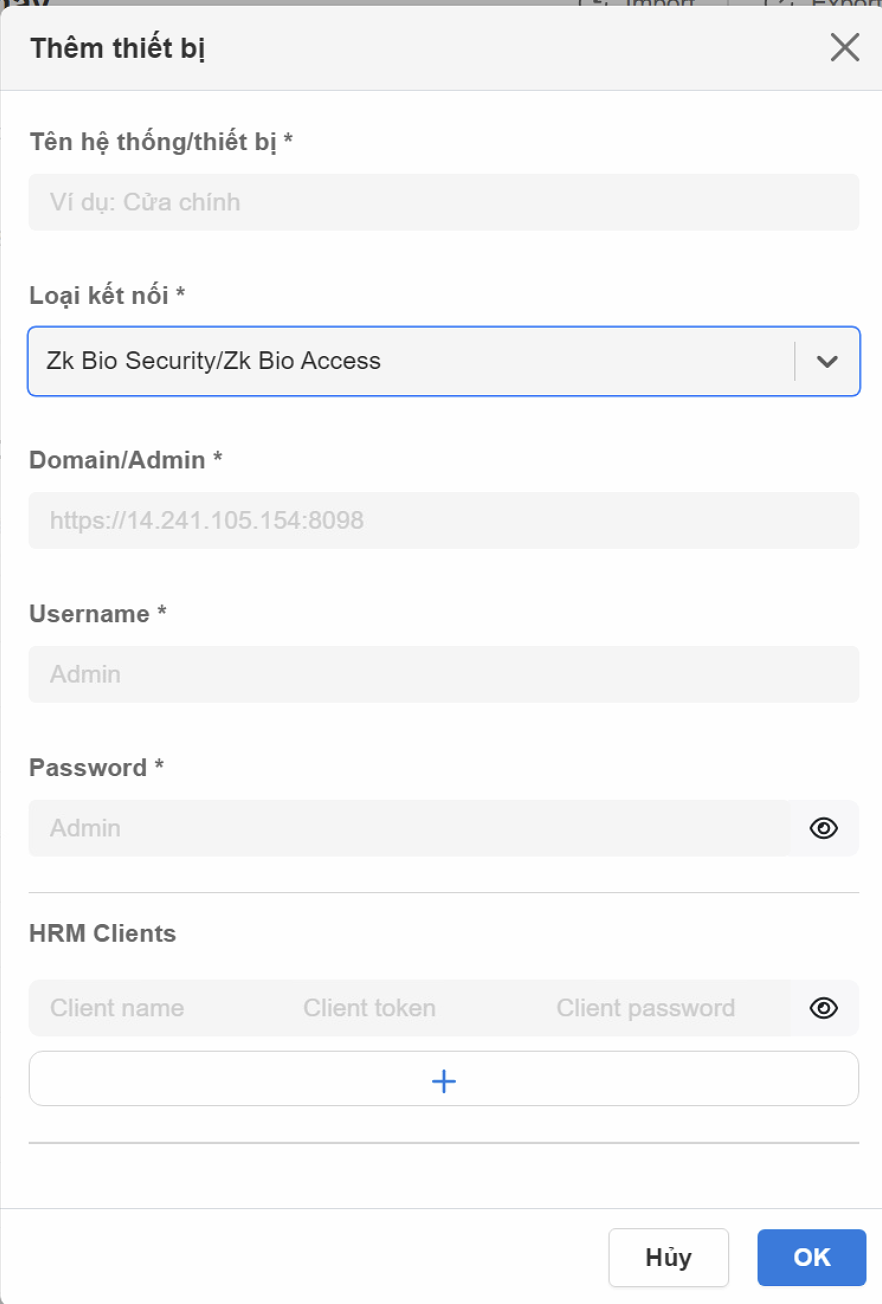 Import Export
Thêm thiết bị
Tên hệ thống/thiết bị *
Ví dụ: Cửa chính
Loại kết nối *
Zk Bio Security/Zk Bio Access
Domain/Admin *
https://14.241.105.154:8098
Username *
Admin
Password *
Admin
HRM Clients
Client name Client token Client password
Hủy OK